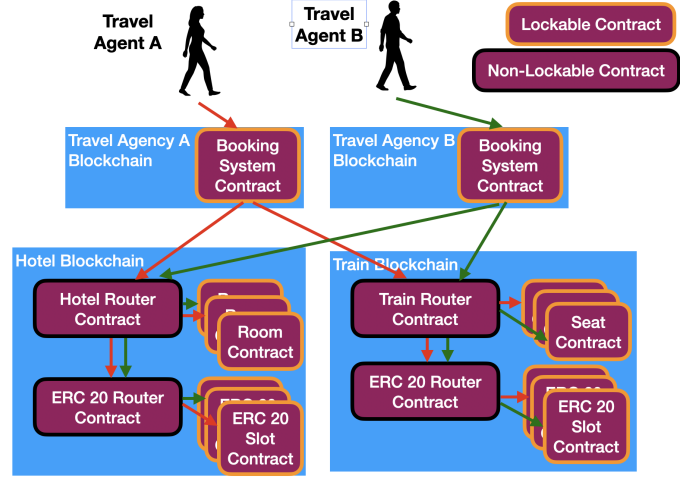 Travel
Agent A
Travel
Agent B
Lockable Contract
Non-Lockable Contract
Travel Agency A
Blockchain
Booking
System
Contract
Travel Agency B
Blockchain
Booking
System
Contract
Hotel Blockchain
Hotel Router
Contract
Room
Contract
ERC 20 Router
Contract
ERC 20
Slot
Contract
Train Blockchain
Train Router
Contract
Seat
Contract
ERC 20 Router
Contract
ERC 20
Slot
Contract